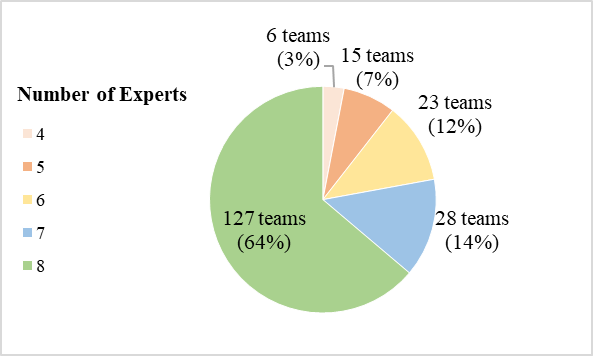 6 teams
(3%)
15 teams
(7%)
23 teams
(12%)
28 teams
(14%)
127 teams
(64%)
Number of Experts
4
5
6
7
8